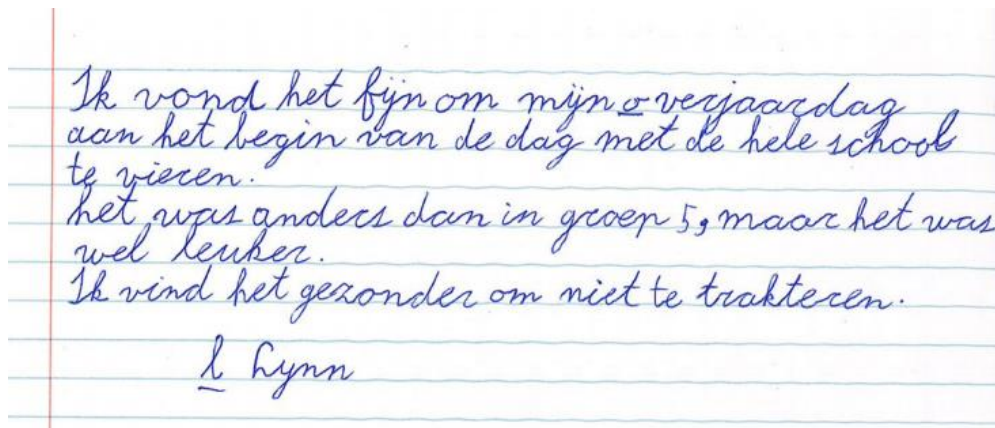 Ik vond het fijn om mijn o verjaardag
aan het begin van de dag met de hele school
te vieren.
het was anders dan in groep 5, maar het was
wel leuker.
Ik vind het gezonder om niet te trakteren.
l Lynn